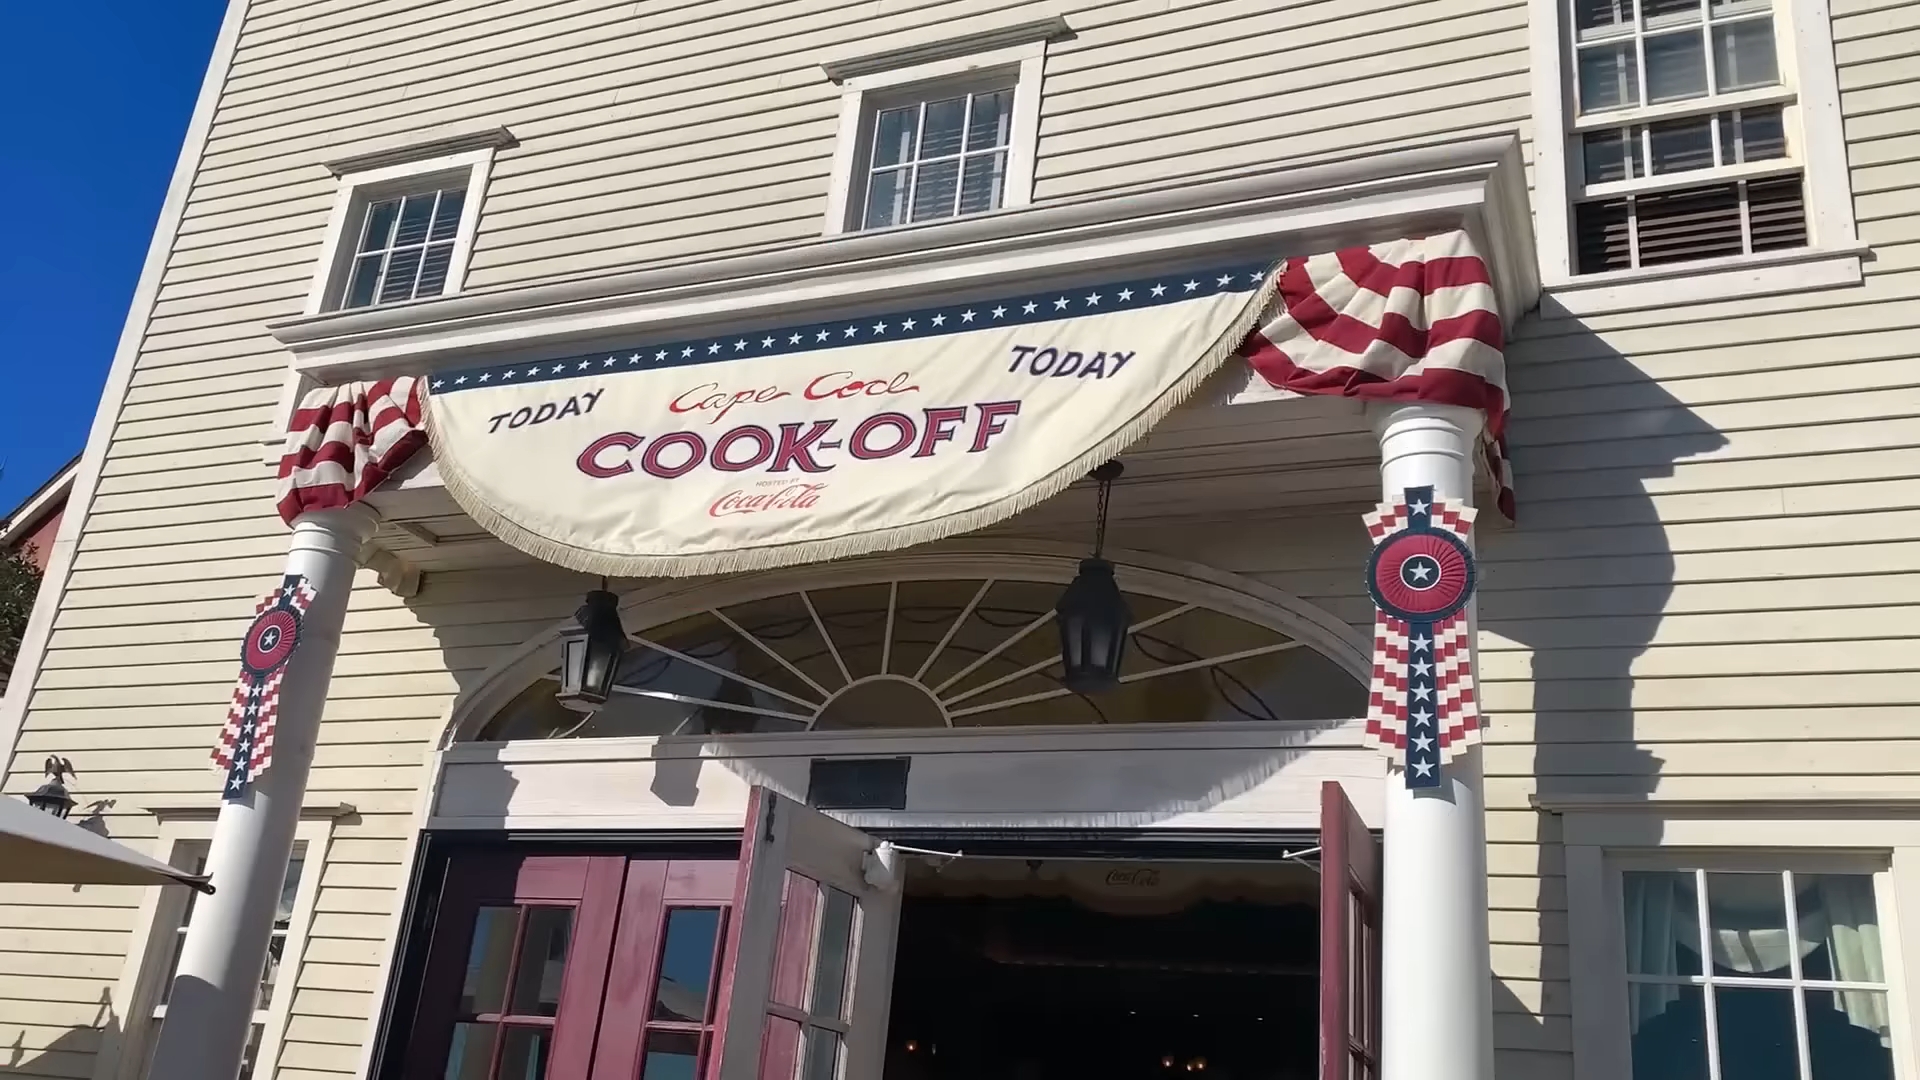 TODAY
TODAY
Cape Cod
COOK-OFF
HOSTED BY
Coca-Cola
Coca-Cola